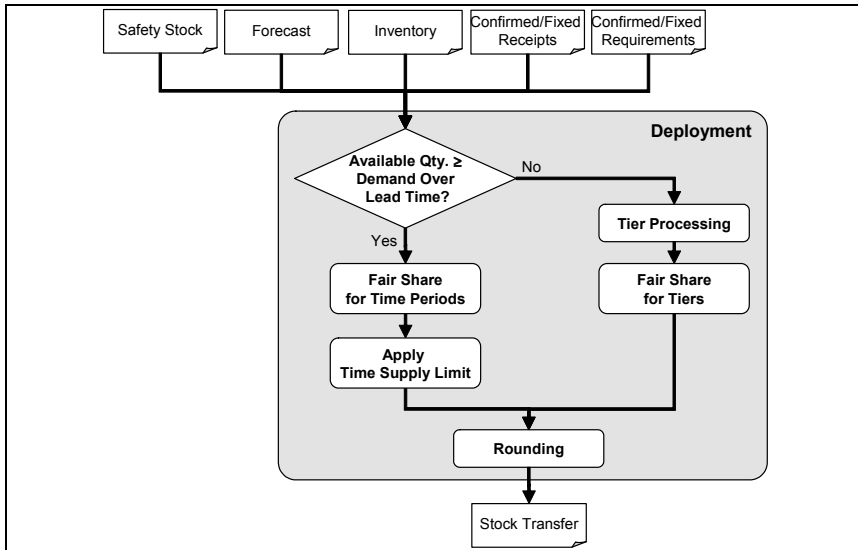 Safety Stock
Forecast
Inventory
Confirmed/Fixed
Receipts
Confirmed/Fixed
Requirements
Deployment
Available Qty. ≥
Demand Over
Lead Time?
No
Yes
Tier Processing
Fair Share
for Time Periods
Fair Share
for Tiers
Apply
Time Supply Limit
Rounding
Stock Transfer